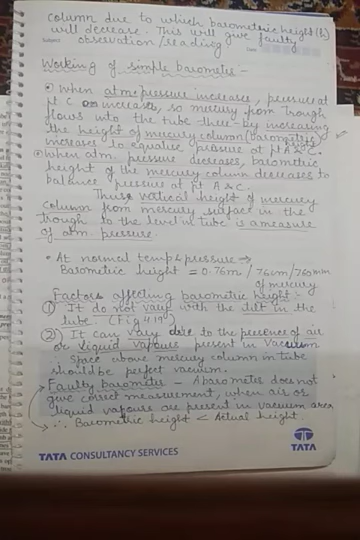 column due to which barometric height (h)
will decrease. This will give faulty
Subject observation/reading Date
Working of simple barometer :-
When atm. pressure increases, pressure at
pt C increases, so mercury from trough
flows into the tube there by increasing
the height of mercury column (barometric)
increases to equalise pressure at pt A & C.
When atm. pressure decreases, barometric
height of the mercury column decreases to
balance pressure at pt A & C.
Thus vertical height of mercury
column from mercury surface in the
trough to the level in tube is a measure
of atm. pressure.
At normal temp & pressure ⇒
Barometric height = 0.76m / 76cm / 760mm
of mercury
Factors affecting barometric height :-
① It do not vary with the tilt in the
tube. (Fig 4.19)
② It can vary due to the presence of air
or liquid vapours present in vacuum
Space above mercury column in tube
should be perfect vacuum.
Faulty barometer - A barometer does not
give correct measurement, when air or
liquid vapours are present in vacuum area
∴ Barometric height < Actual height.
TATA CONSULTANCY SERVICES
TATA